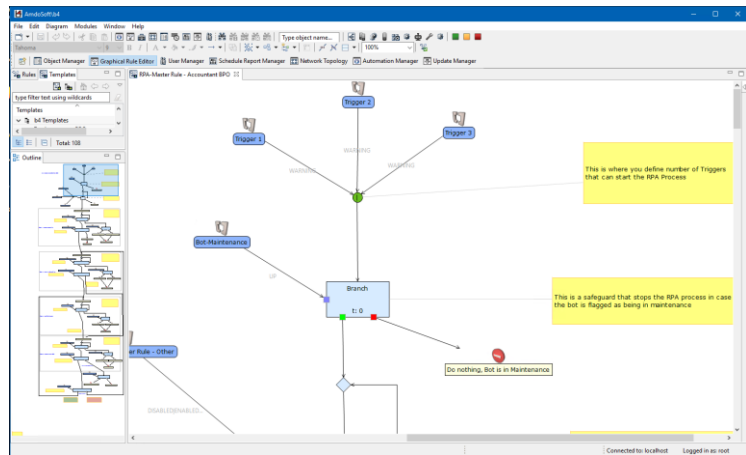 AmdoSoft\b4
File Edit Diagram Modules Window Help
Type object name...
100%
Tahoma
Object Manager Graphical Rule Editor User Manager Schedule Report Manager Network Topology Automation Manager Update Manager
Rules Templates
RPA-Master Rule - Accountant BPO
type filter text using wildcards
Templates
b4 Templates
Total: 108
Outline
Trigger 2
Trigger 1
Trigger 3
WARNING
WARNING
WARNING
This is where you define number of Triggers
that can start the RPA Process
Bot-Maintenance
UP
Branch
t: 0
This is a safeguard that stops the RPA process in case
the bot is flagged as being in maintenance
er Rule - Other
Do nothing, Bot is in Maintenance
DISABLEDENABLED..
Connected to: localhost Logged in as: root